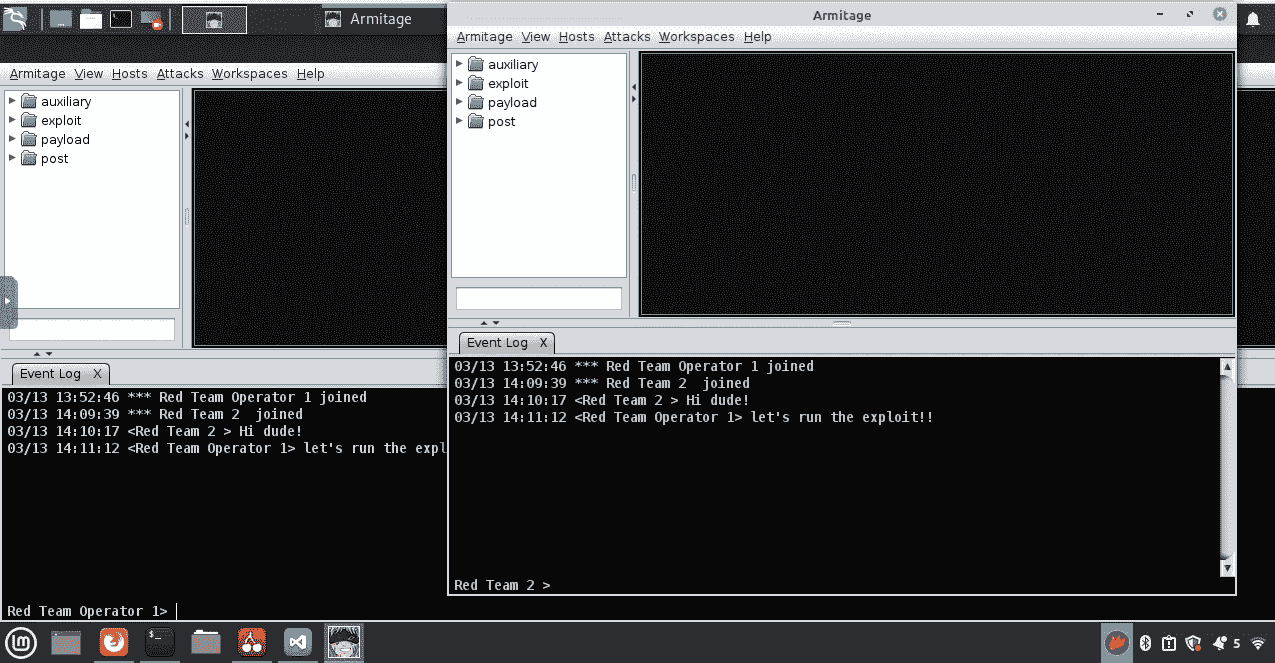 Armitage
Armitage View Hosts Attacks Workspaces Help
auxiliary
exploit
payload
post
Event Log X
03/13 13:52:46 *** Red Team Operator 1 joined
03/13 14:09:39 *** Red Team 2  joined
03/13 14:10:17 <Red Team 2 > Hi dude!
03/13 14:11:12 <Red Team Operator 1> let's run the expl
Red Team Operator 1>
Armitage
Armitage View Hosts Attacks Workspaces Help
auxiliary
exploit
payload
post
Event Log X
03/13 13:52:46 *** Red Team Operator 1 joined
03/13 14:09:39 *** Red Team 2  joined
03/13 14:10:17 <Red Team 2 > Hi dude!
03/13 14:11:12 <Red Team Operator 1> let's run the exploit!!
Red Team 2 >
5